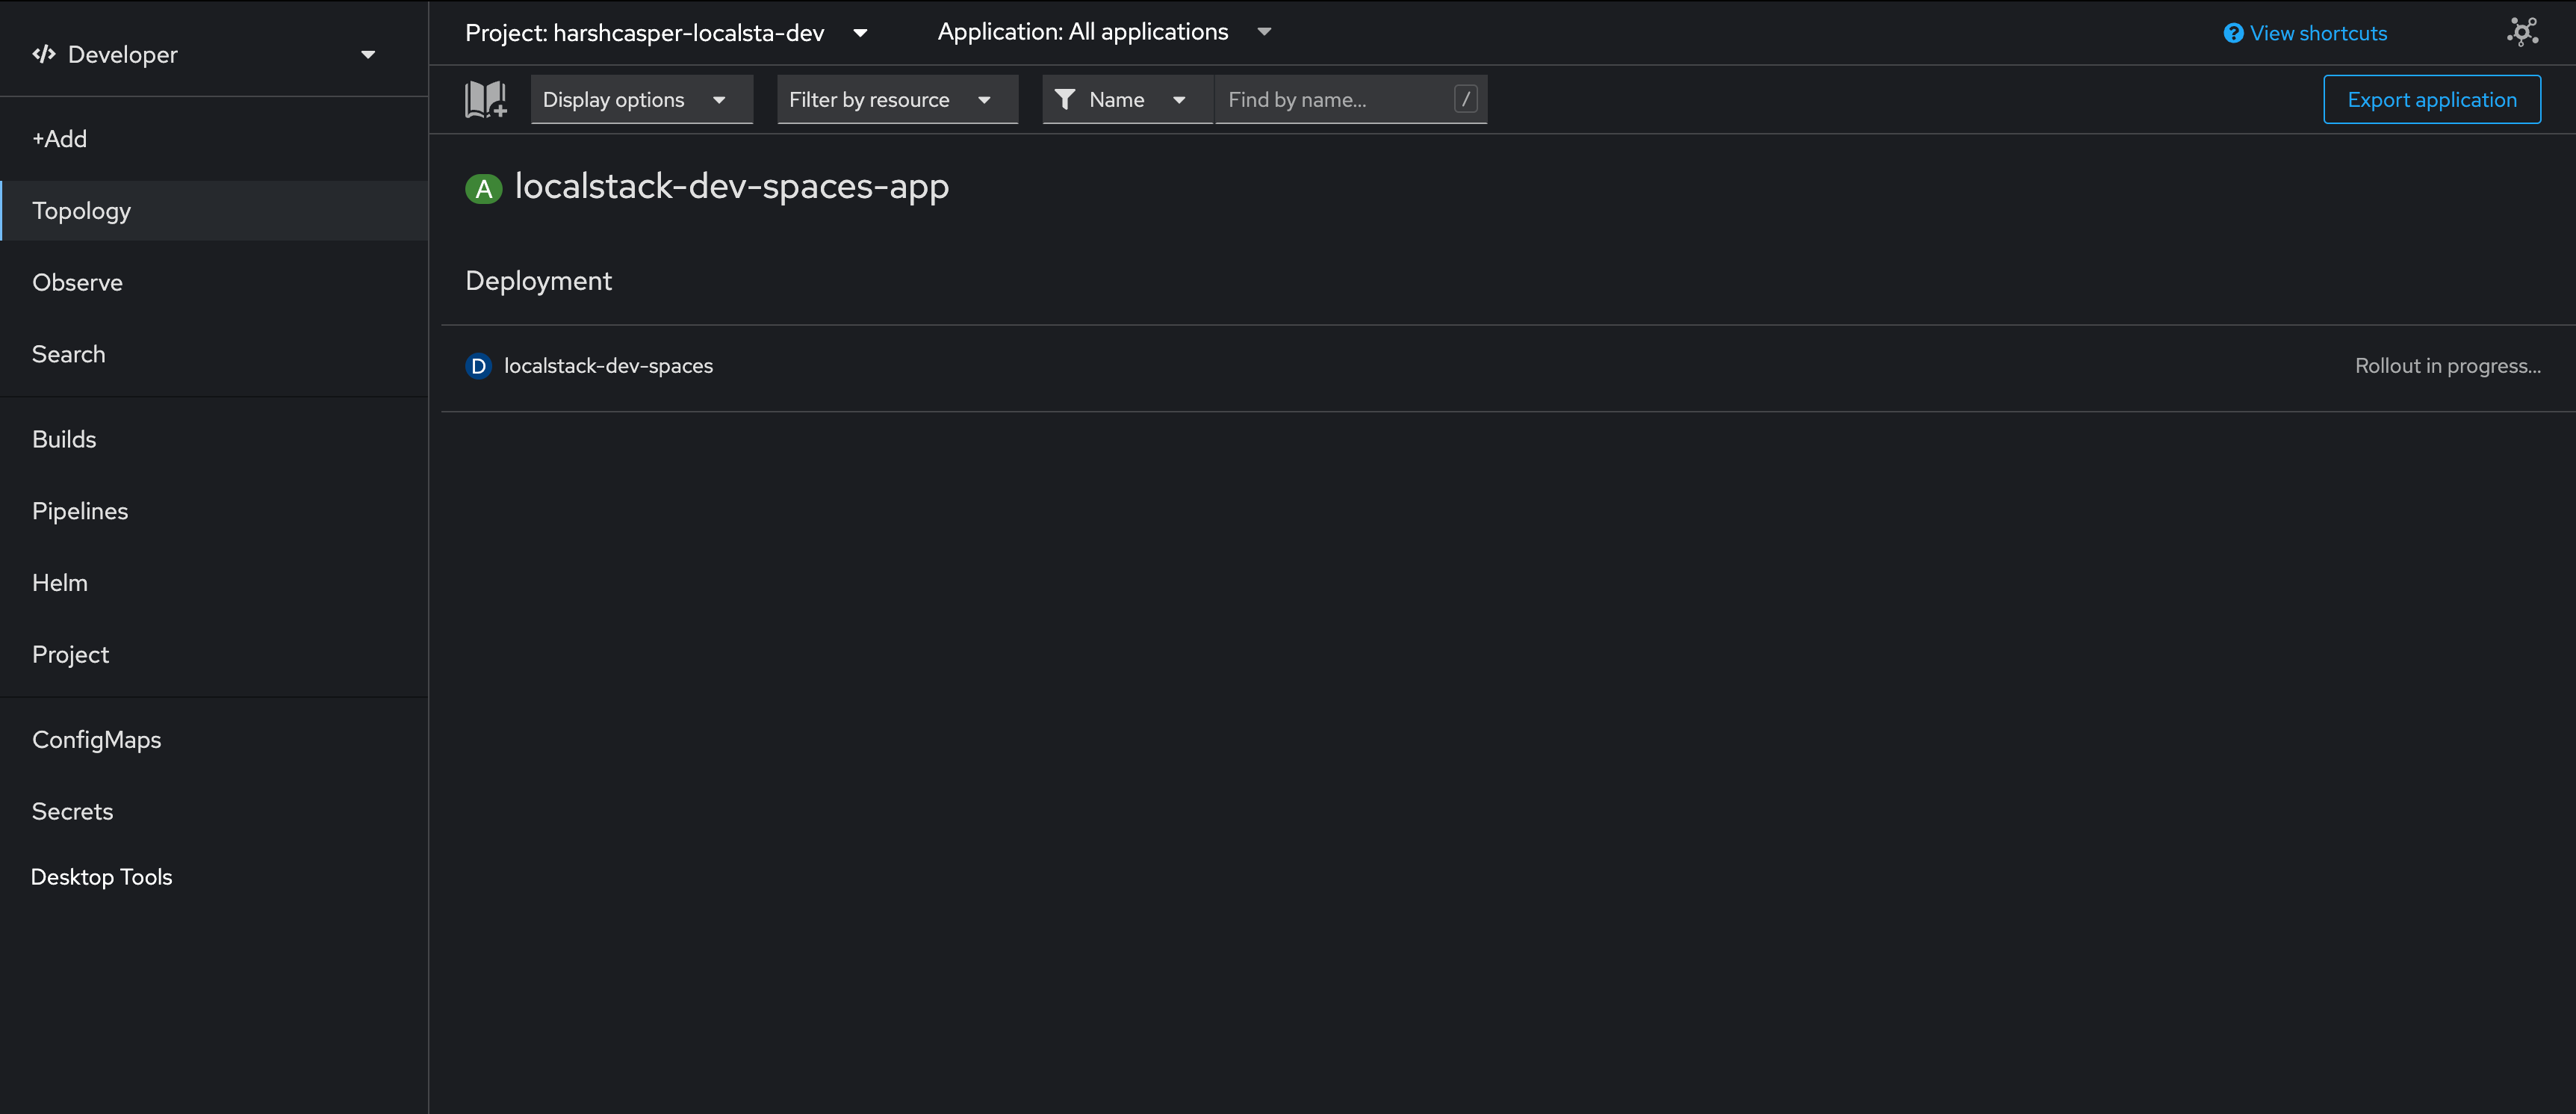 Developer
+Add
Topology
Observe
Search
Builds
Pipelines
Helm
Project
ConfigMaps
Secrets
Desktop Tools
Project: harshcasper-localsta-dev
Application: All applications
View shortcuts
Display options
Filter by resource
Name
Find by name...
/
Export application
A localstack-dev-spaces-app
Deployment
D localstack-dev-spaces
Rollout in progress...